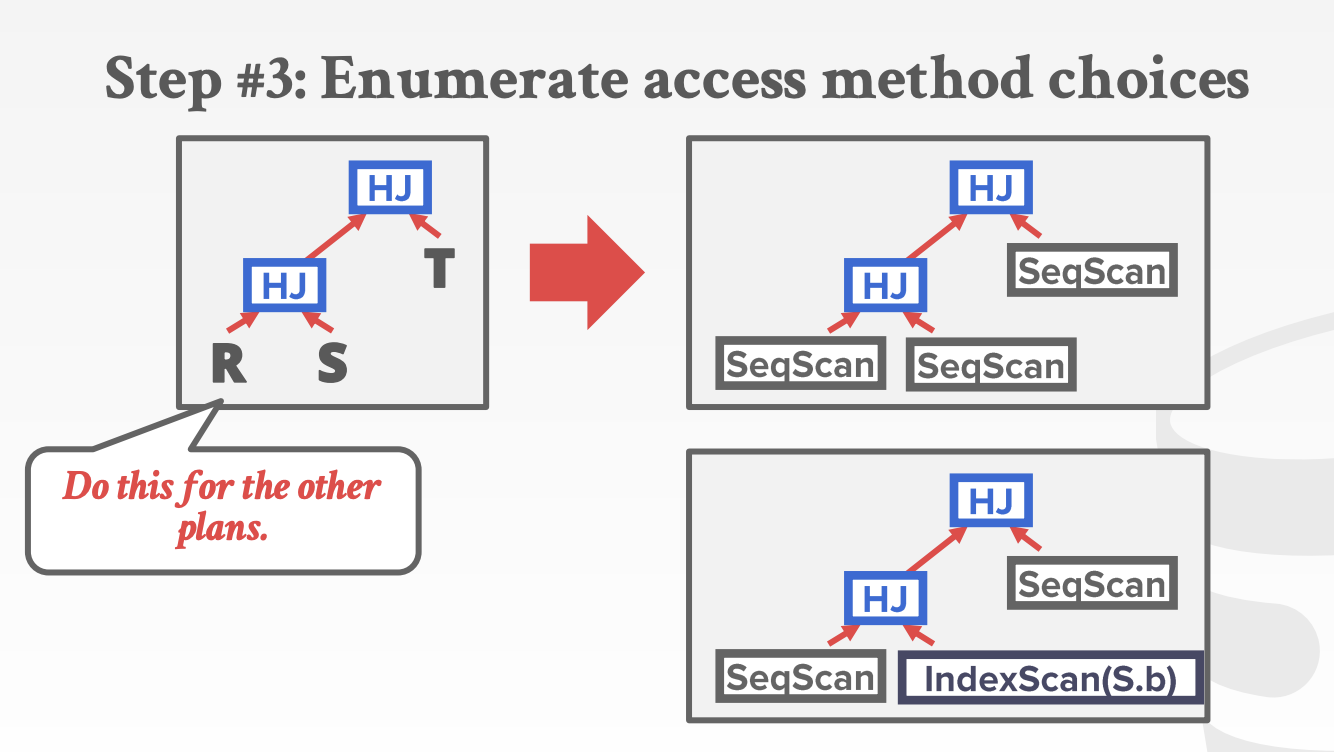 Step #3: Enumerate access method choices
HJ
T
HJ
R S
Do this for the other
plans.
HJ
SeqScan
HJ
SeqScan SeqScan
HJ
SeqScan
HJ
SeqScan IndexScan(S.b)